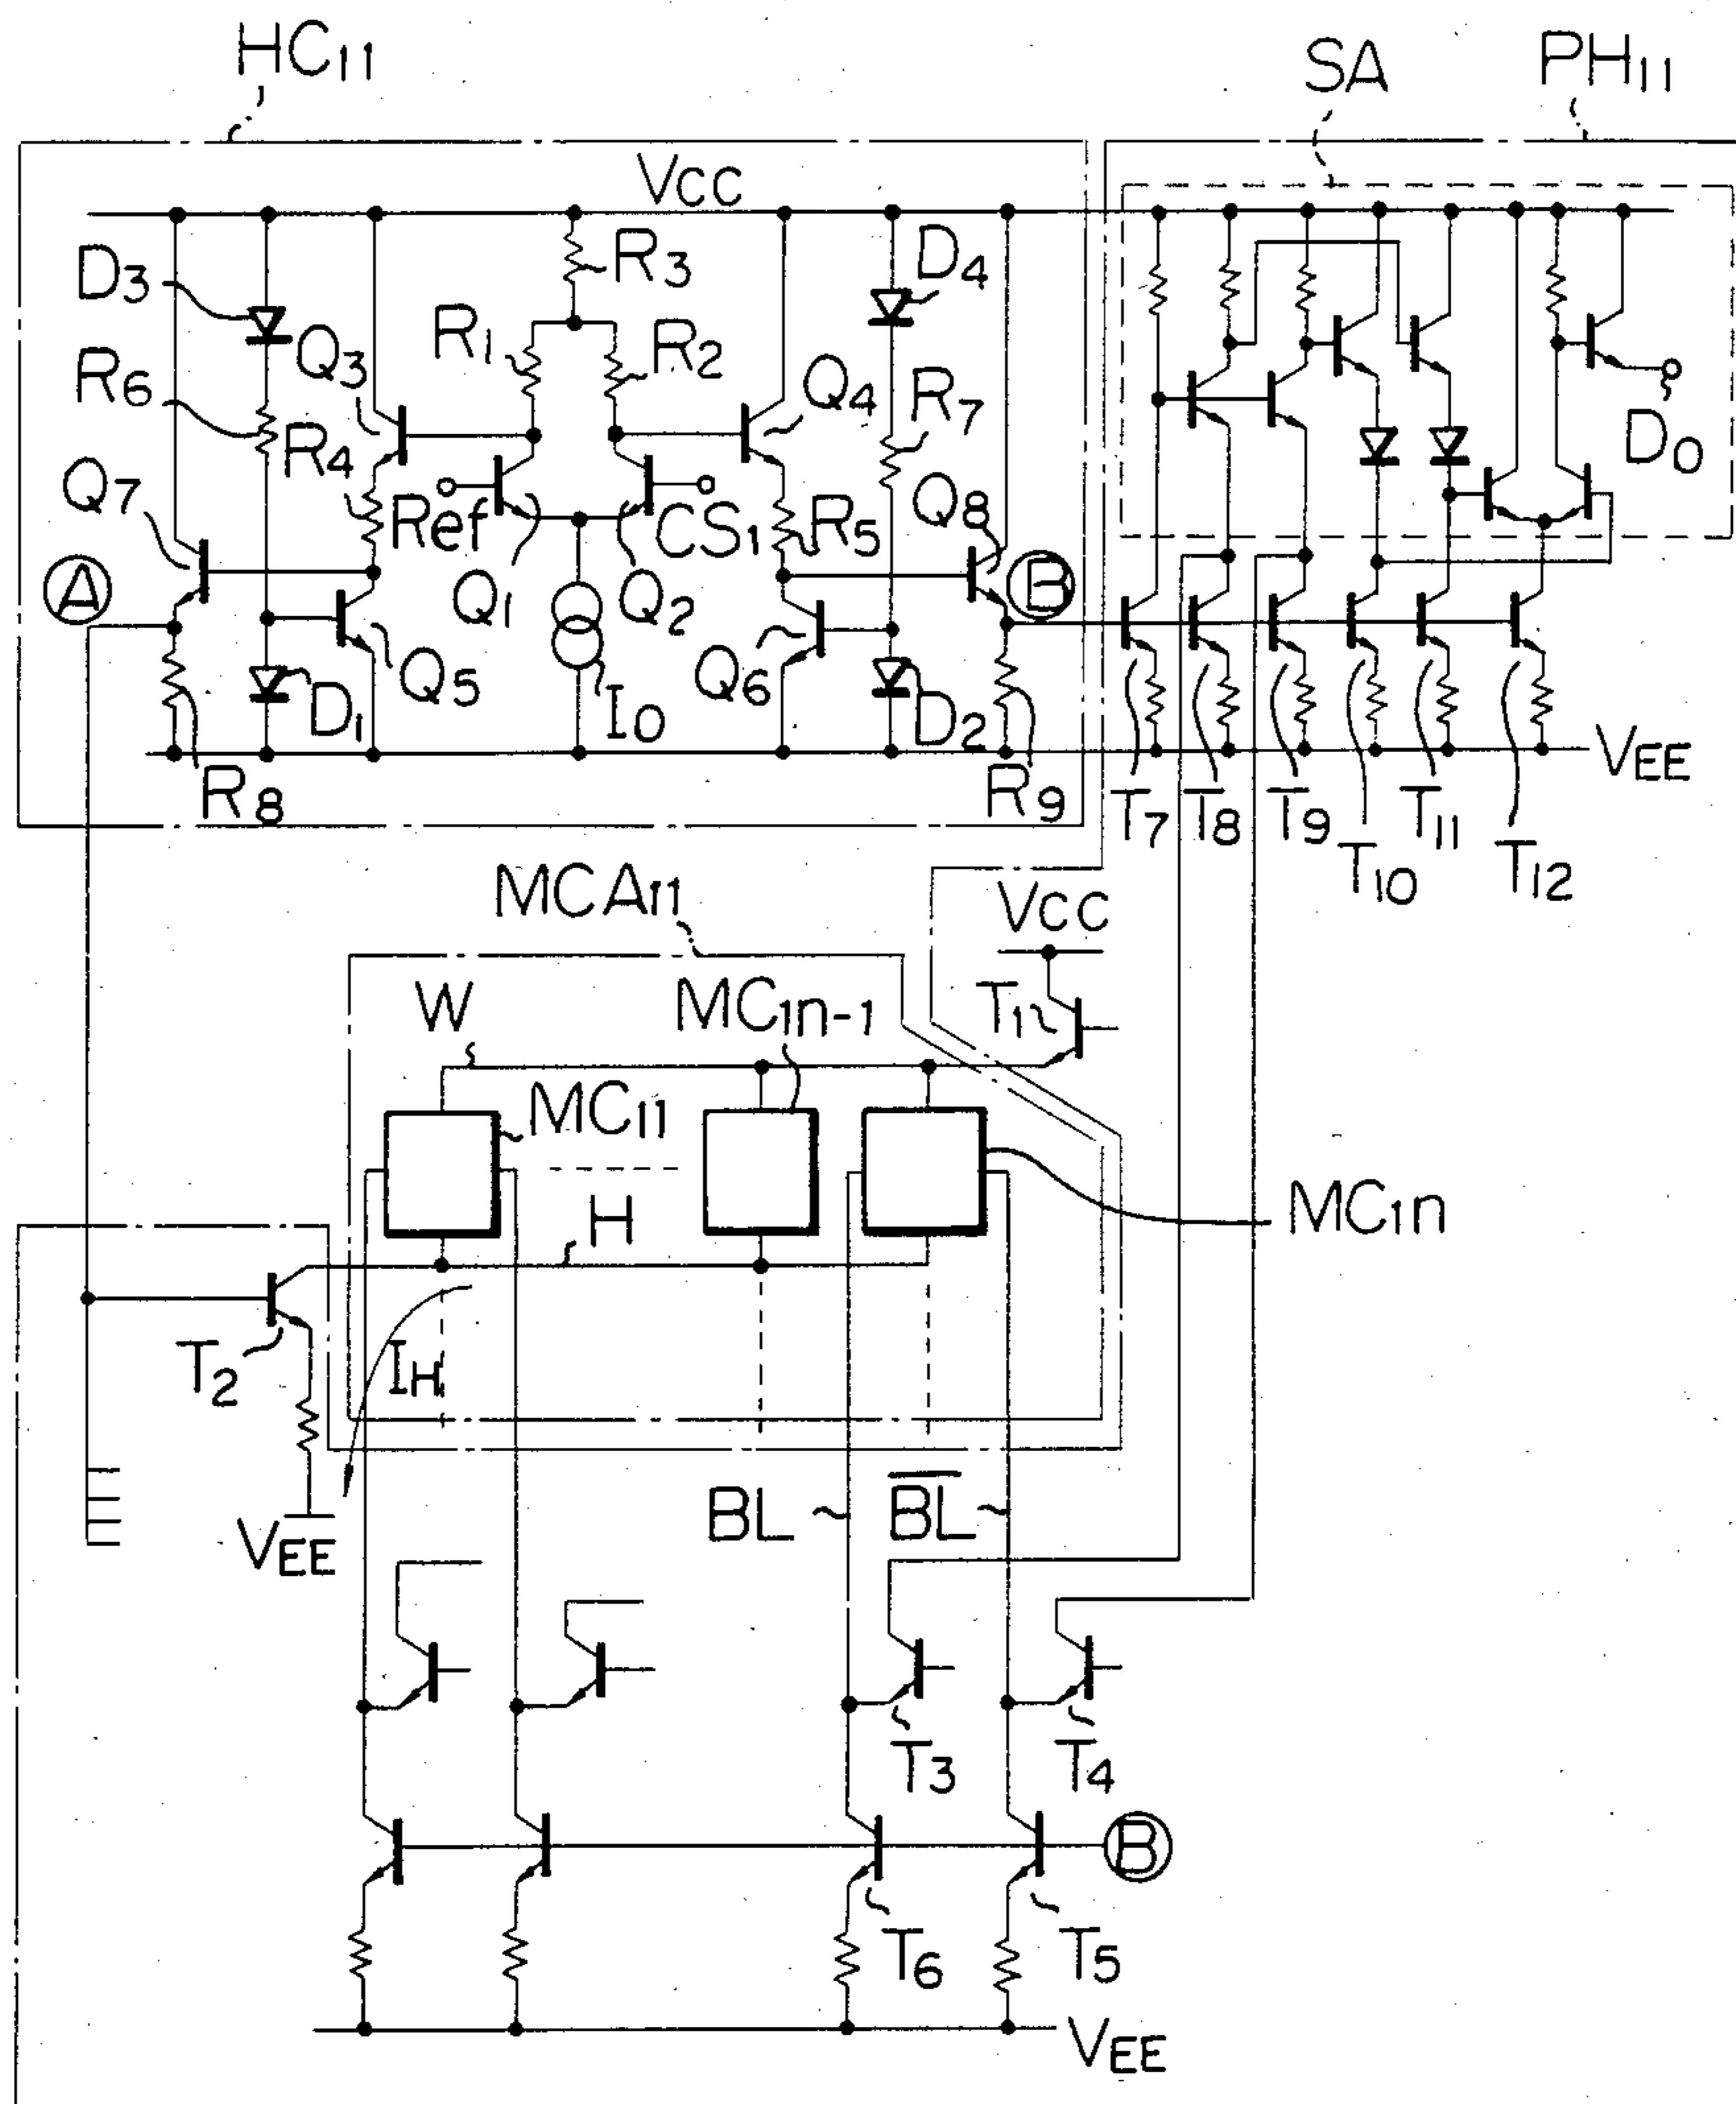 HC11
SA
PH11
VCC
D3
R3
D4
R1
R2
R6
Q3
Q4
R7
D0
R4
Q7
Ref
CS1
R5
Q8
A
B
Q1
Q2
Q5
Q6
D1
I0
D2
VEE
R8
R9
T7
T8
T9
T10
T11
T12
MCA11
VCC
W
MC1n-1
T1
MC11
H
MC1n
T2
IH
BL
B̅L̅
VEE
T3
T4
B
T6
T5
VEE